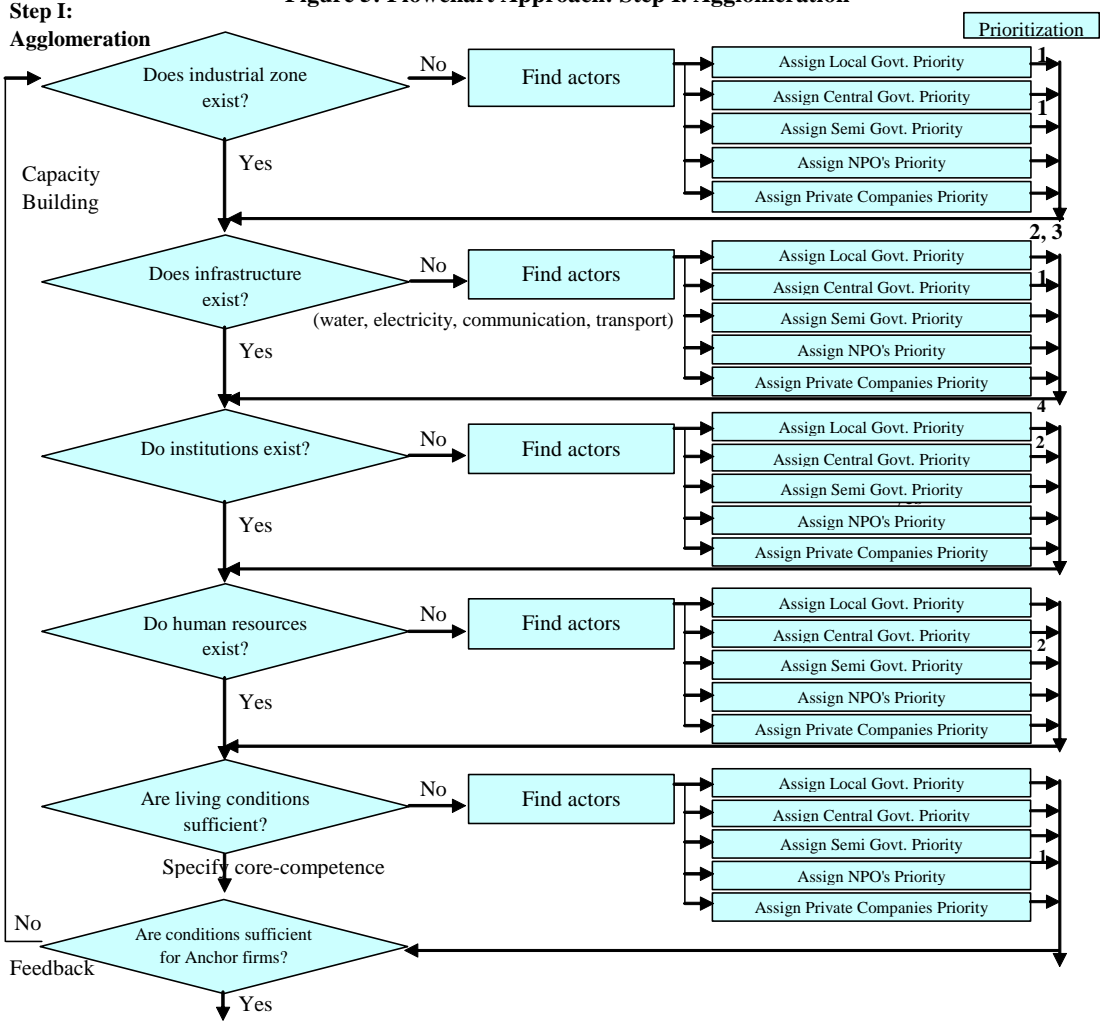 Figure 5: Flowchart Approach: Step I. Agglomeration
Step I:
Agglomeration
Prioritization
Does industrial zone
exist?
No
Find actors
Assign Local Govt. Priority
1
Assign Central Govt. Priority
1
Assign Semi Govt. Priority
Assign NPO's Priority
Assign Private Companies Priority
Yes
Capacity
Building
2, 3
Does infrastructure
exist?
No
Find actors
(water, electricity, communication, transport)
Assign Local Govt. Priority
Assign Central Govt. Priority
1
Assign Semi Govt. Priority
Assign NPO's Priority
Assign Private Companies Priority
Yes
4
Do institutions exist?
No
Find actors
Assign Local Govt. Priority
2
Assign Central Govt. Priority
Assign Semi Govt. Priority
Assign NPO's Priority
Assign Private Companies Priority
Yes
Do human resources
exist?
No
Find actors
Assign Local Govt. Priority
Assign Central Govt. Priority
2
Assign Semi Govt. Priority
Assign NPO's Priority
Assign Private Companies Priority
Yes
Are living conditions
sufficient?
No
Find actors
Assign Local Govt. Priority
Assign Central Govt. Priority
Assign Semi Govt. Priority
1
Assign NPO's Priority
Assign Private Companies Priority
Specify core-competence
Are conditions sufficient
for Anchor firms?
No
Feedback
Yes